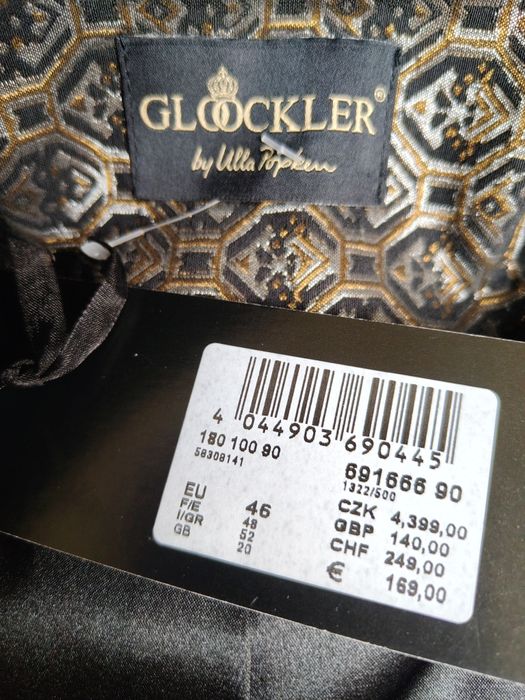 GLOOCKLER®
by Ulla Popken
4 044903 690445
180 100 90
58308141
691666 90
1322/500
EU 46
F/E 48
I/GR 52
GB 20
CZK 4,399,00
GBP 140,00
CHF 249,00
€ 169,00